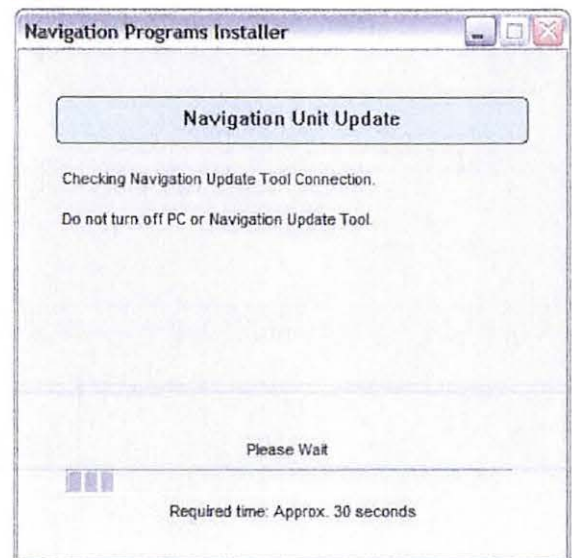 Navigation Programs Installer
Navigation Unit Update
Checking Navigation Update Tool Connection.
Do not turn off PC or Navigation Update Tool.
Please Wait
Required time: Approx. 30 seconds